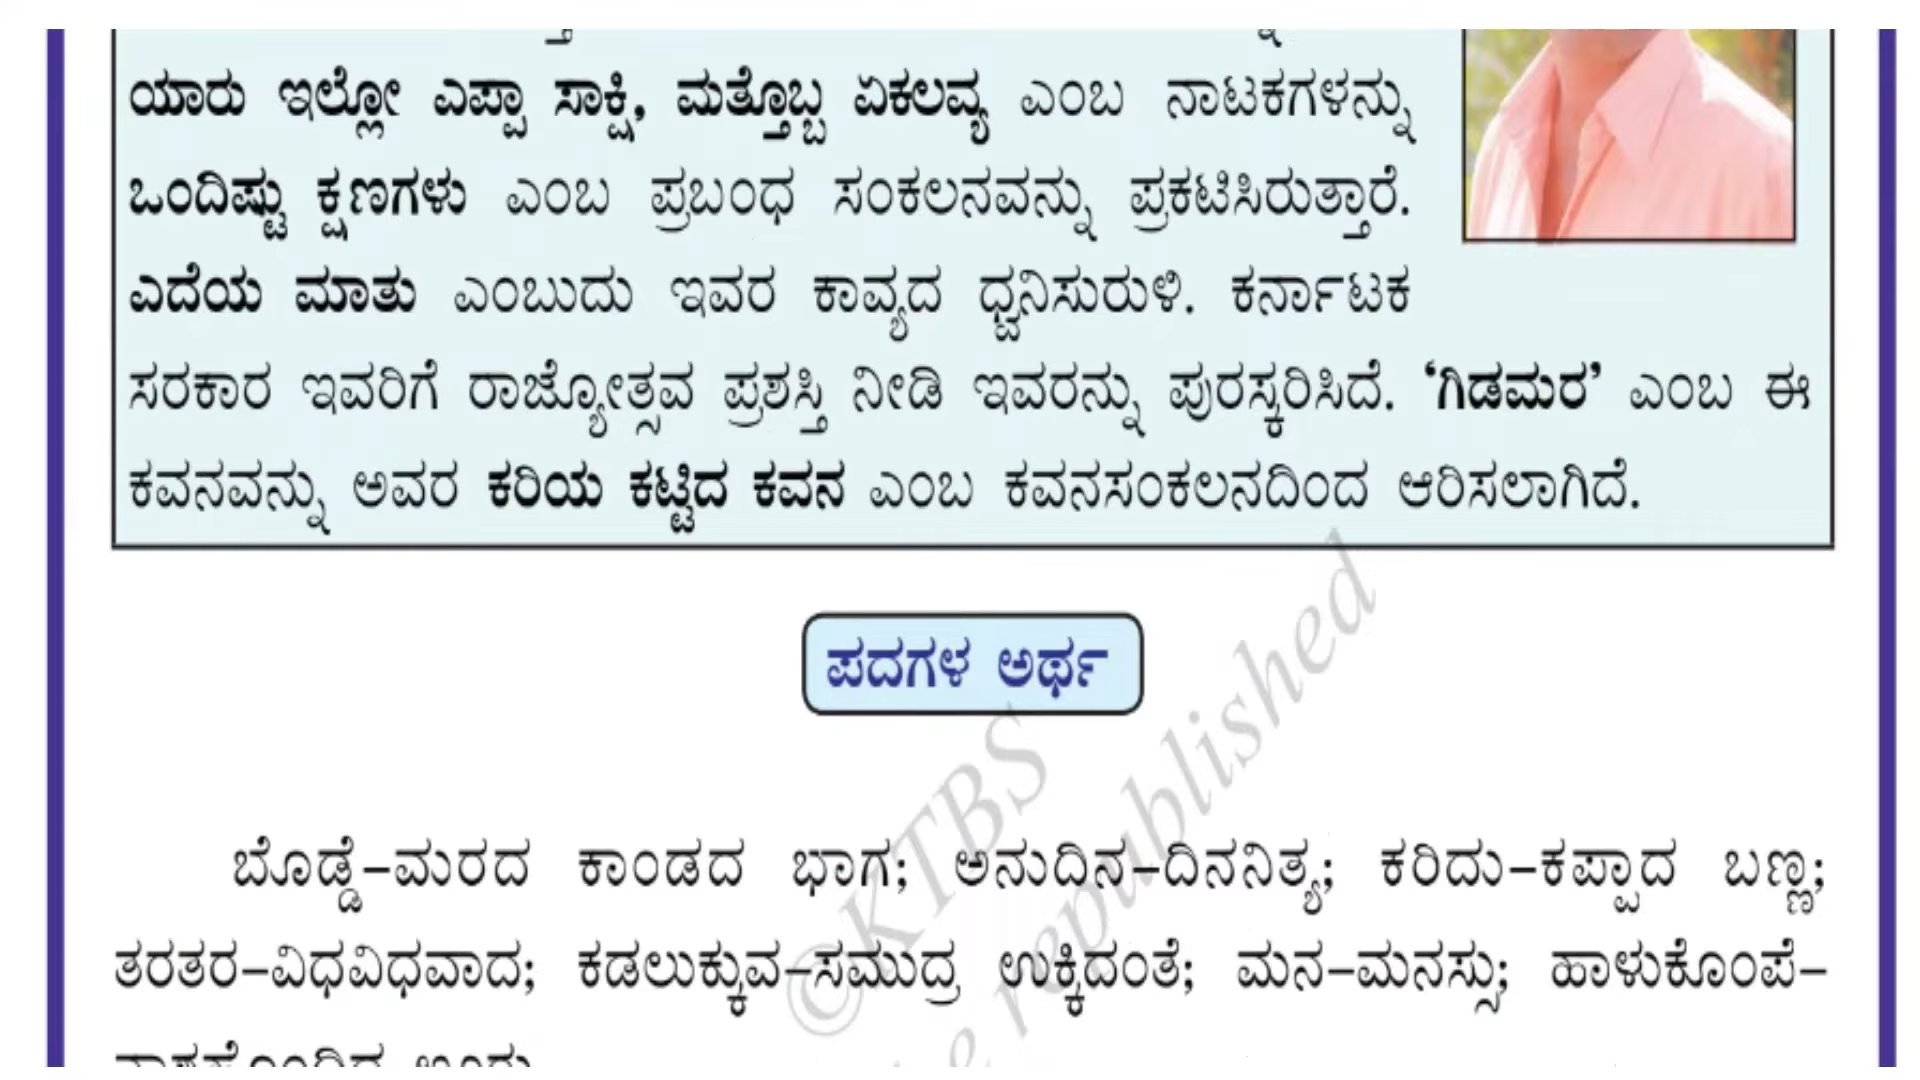 ಯಾರು ಇಲ್ಲೋ ಎಪ್ಪಾ ಸಾಕ್ಷಿ, ಮತ್ತೊಬ್ಬ ಏಕಲವ್ಯ ಎಂಬ ನಾಟಕಗಳನ್ನು
ಒಂದಿಷ್ಟು ಕ್ಷಣಗಳು ಎಂಬ ಪ್ರಬಂಧ ಸಂಕಲನವನ್ನು ಪ್ರಕಟಿಸಿರುತ್ತಾರೆ.
ಎದೆಯ ಮಾತು ಎಂಬುದು ಇವರ ಕಾವ್ಯದ ಧ್ವನಿಸುರುಳಿ. ಕರ್ನಾಟಕ
ಸರಕಾರ ಇವರಿಗೆ ರಾಜ್ಯೋತ್ಸವ ಪ್ರಶಸ್ತಿ ನೀಡಿ ಇವರನ್ನು ಪುರಸ್ಕರಿಸಿದೆ. ‘ಗಿಡಮರ’ ಎಂಬ ಈ
ಕವನವನ್ನು ಅವರ ಕರಿಯ ಕಟ್ಟಿದ ಕವನ ಎಂಬ ಕವನಸಂಕಲನದಿಂದ ಆರಿಸಲಾಗಿದೆ.
ಪದಗಳ ಅರ್ಥ
ಬೊಡ್ಡೆ–ಮರದ ಕಾಂಡದ ಭಾಗ; ಅನುದಿನ–ದಿನನಿತ್ಯ; ಕರಿದು–ಕಪ್ಪಾದ ಬಣ್ಣ;
ತರತರ–ವಿಧವಿಧವಾದ; ಕಡಲುಕ್ಕುವ–ಸಮುದ್ರ ಉಕ್ಕಿದಂತೆ; ಮನ–ಮನಸ್ಸು; ಹಾಳುಕೊಂಪೆ–
©KTBS
republished